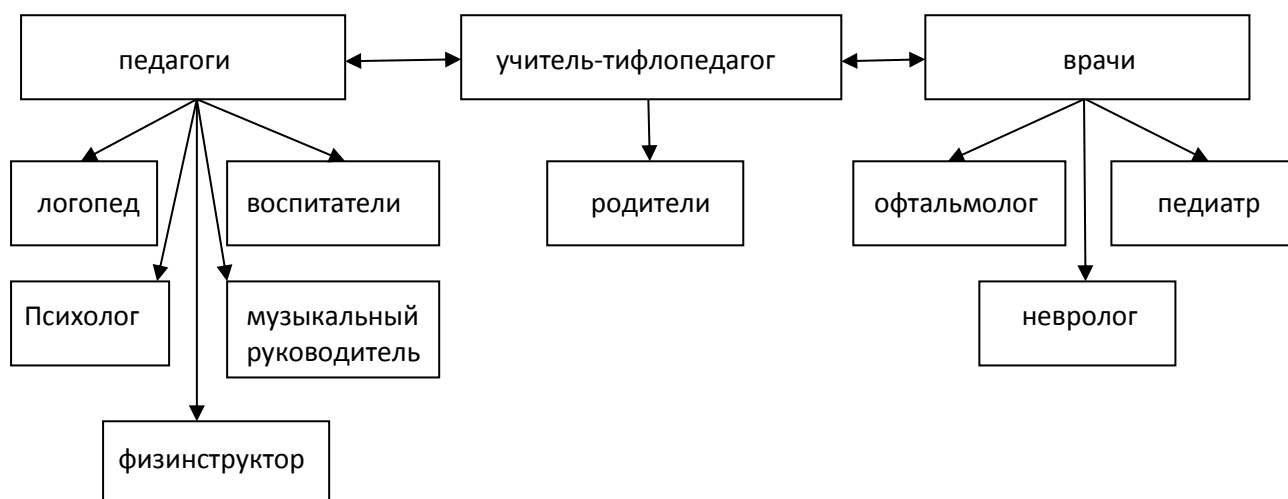 педагоги
учитель-тифлопедагог
врачи
логопед
воспитатели
родители
офтальмолог
педиатр
Психолог
музыкальный
руководитель
невролог
физинструктор